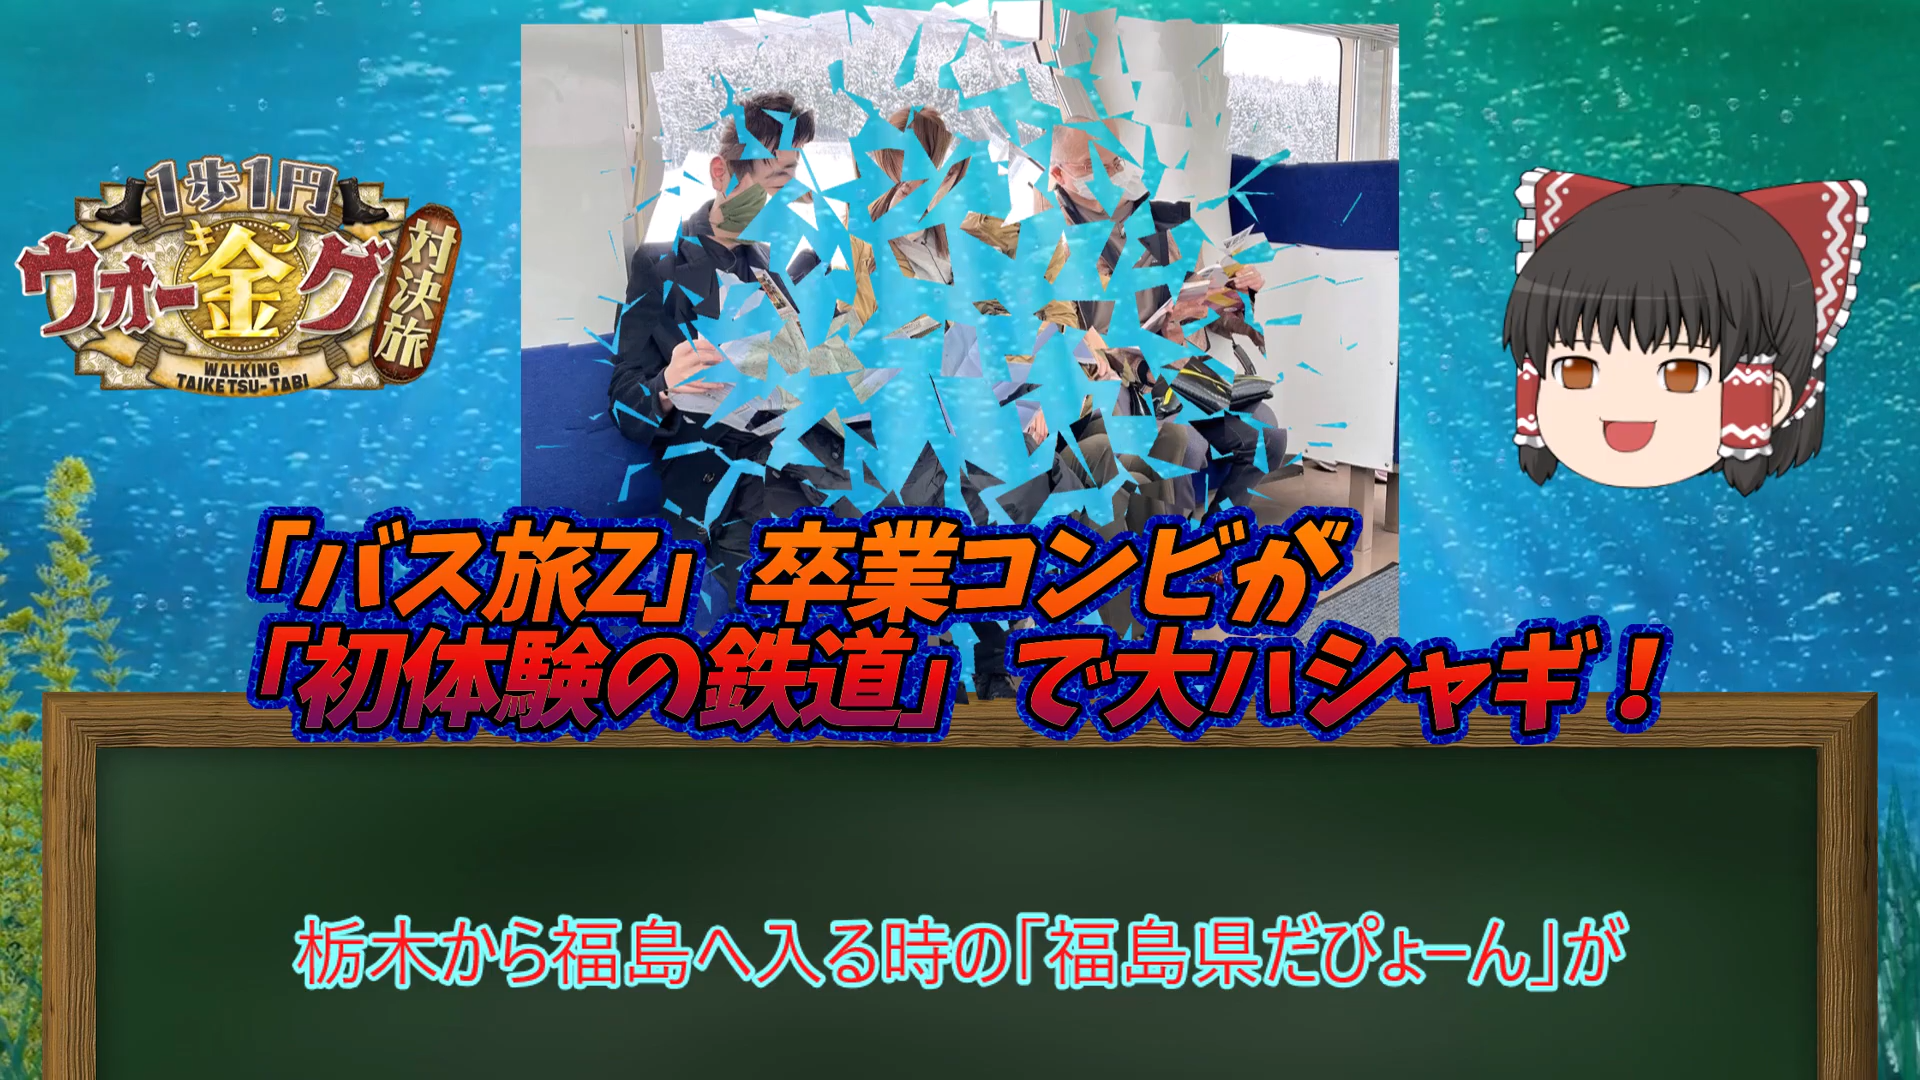 1歩1円
ウォーキン金グ
対決旅
WALKING
TAIKETSU-TABI
「バス旅Z」卒業コンビが
「初体験の鉄道」で大ハシャギ！
栃木から福島へ入る時の「福島県だぴょーん」が